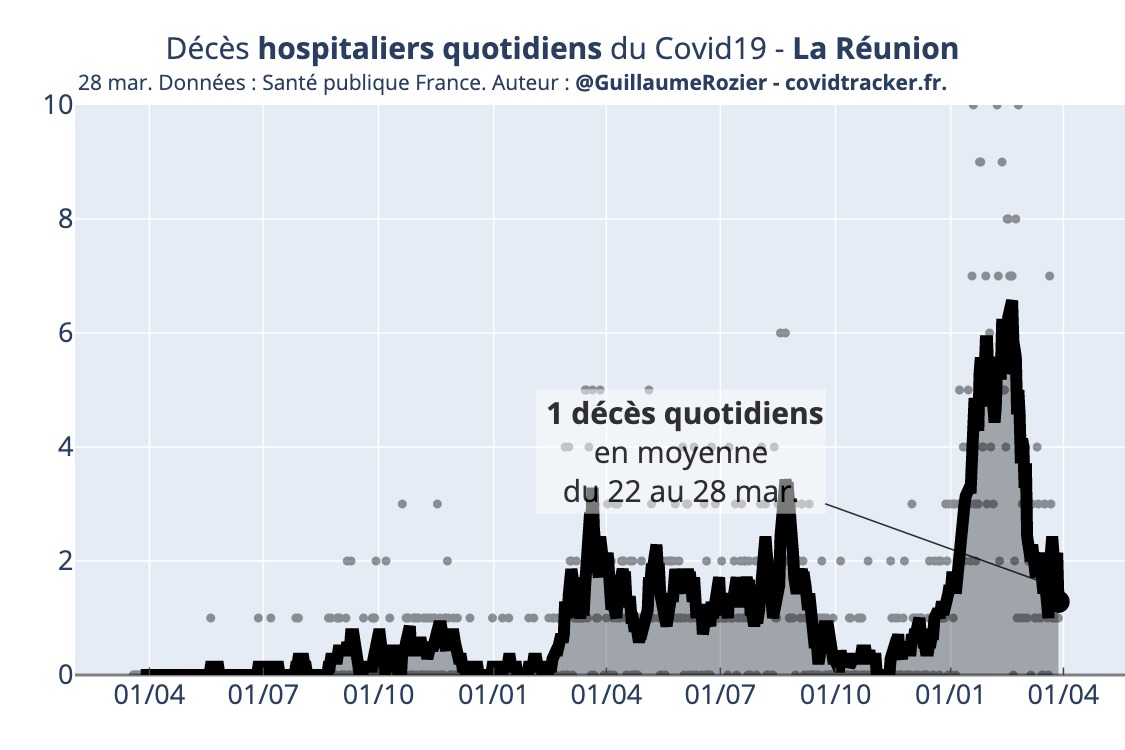 Décès hospitaliers quotidiens du Covid19 - La Réunion
28 mar. Données : Santé publique France. Auteur : @GuillaumeRozier - covidtracker.fr.
10
8
6
4
2
0
1 décès quotidiens
en moyenne
du 22 au 28 mar.
01/04 01/07 01/10 01/01 01/04 01/07 01/10 01/01 01/04